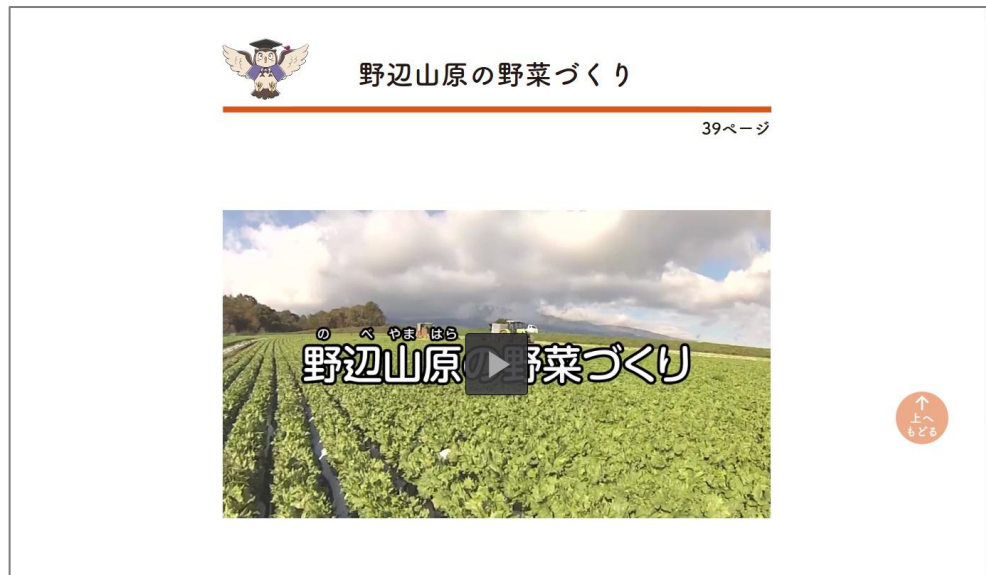 野辺山原の野菜づくり
39ページ
の べ やま はら
野辺山原の野菜づくり
↑
上へ
もどる